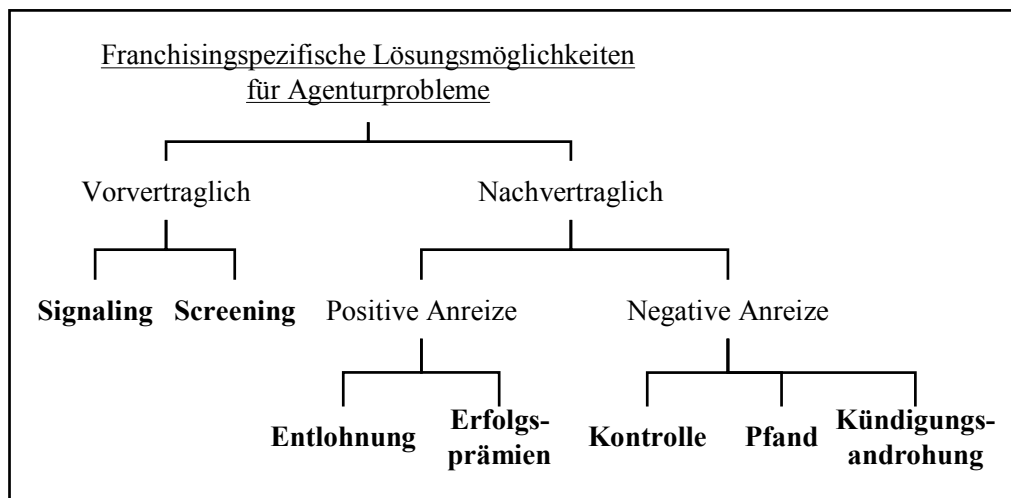 Franchisingspezifische Lösungsmöglichkeiten
für Agenturprobleme
Vorvertraglich
Nachvertraglich
Signaling
Screening
Positive Anreize
Negative Anreize
Entlohnung
Erfolgs-
prämien
Kontrolle
Pfand
Kündigungs-
androhung